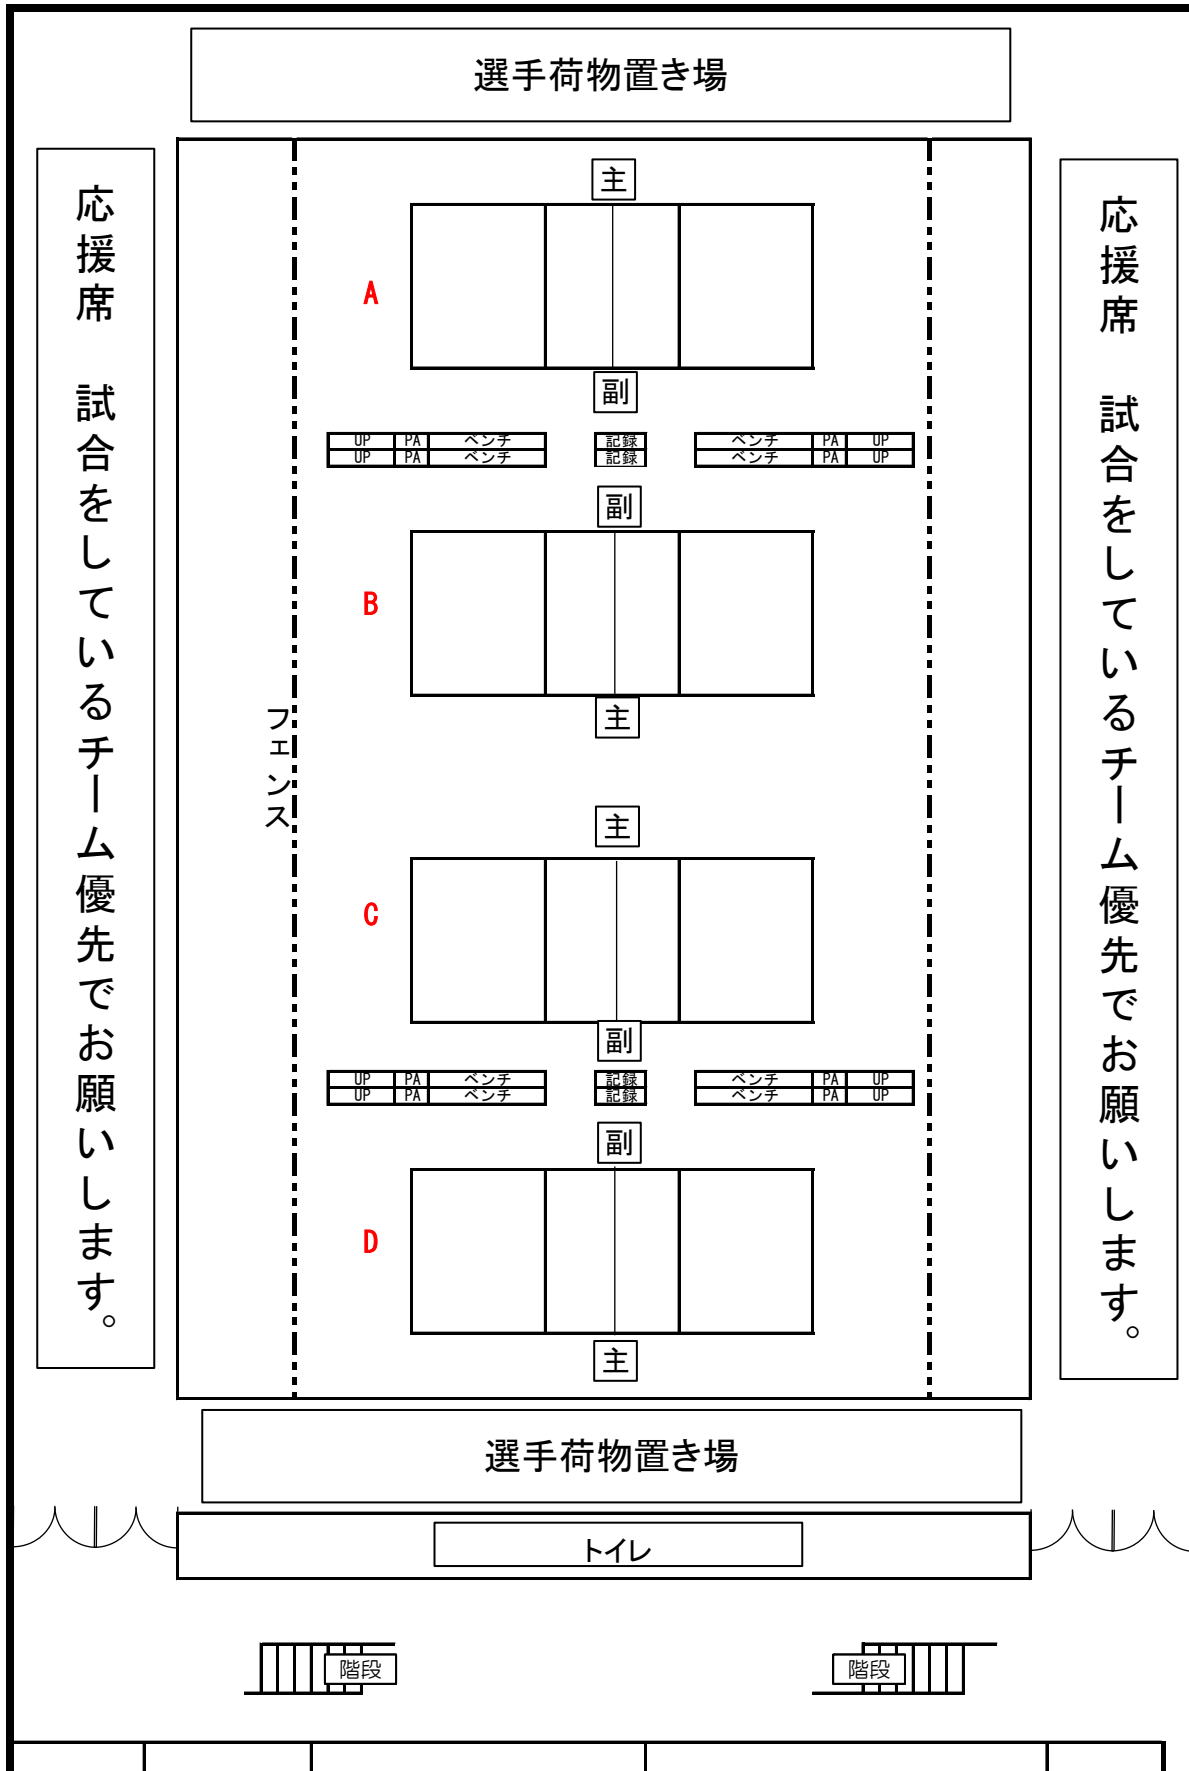 選手荷物置き場
応援席　試合をしているチーム優先でお願いします。
応援席　試合をしているチーム優先でお願いします。
主
A
副
UP PA ベンチ 記録 ベンチ PA UP
UP PA ベンチ 記録 ベンチ PA UP
副
B
主
フェンス
主
C
副
UP PA ベンチ 記録 ベンチ PA UP
UP PA ベンチ 記録 ベンチ PA UP
副
D
主
選手荷物置き場
トイレ
階段 階段